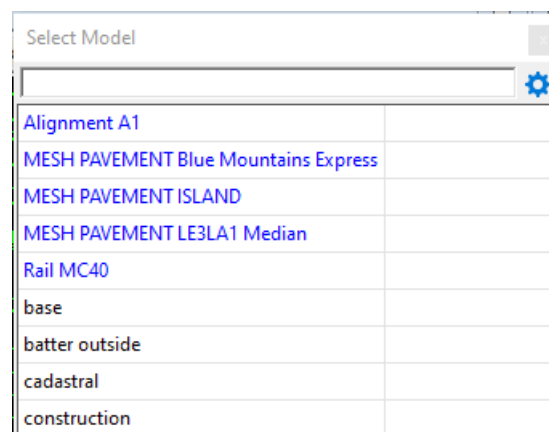 Select Model
x
Alignment A1
MESH PAVEMENT Blue Mountains Express
MESH PAVEMENT ISLAND
MESH PAVEMENT LE3LA1 Median
Rail MC40
base
batter outside
cadastral
construction